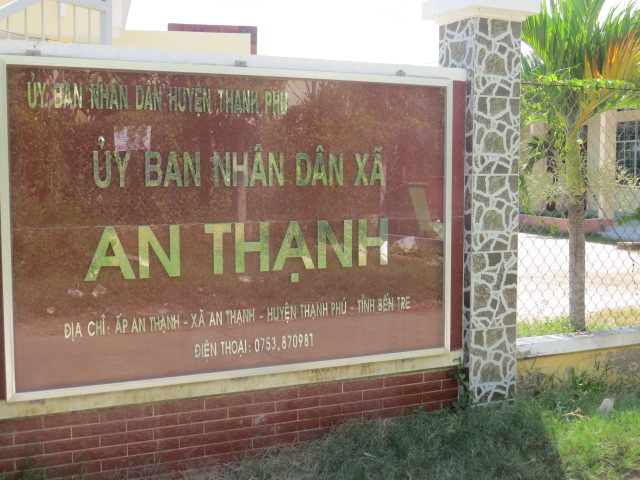 ỦY BAN NHÂN DÂN HUYỆN THẠNH PHÚ
ỦY BAN NHÂN DÂN XÃ
AN THẠNH
ĐỊA CHỈ: ẤP AN THẠNH - XÃ AN THẠNH - HUYỆN THẠNH PHÚ - TỈNH BẾN TRE
ĐIỆN THOẠI: 0753.870981